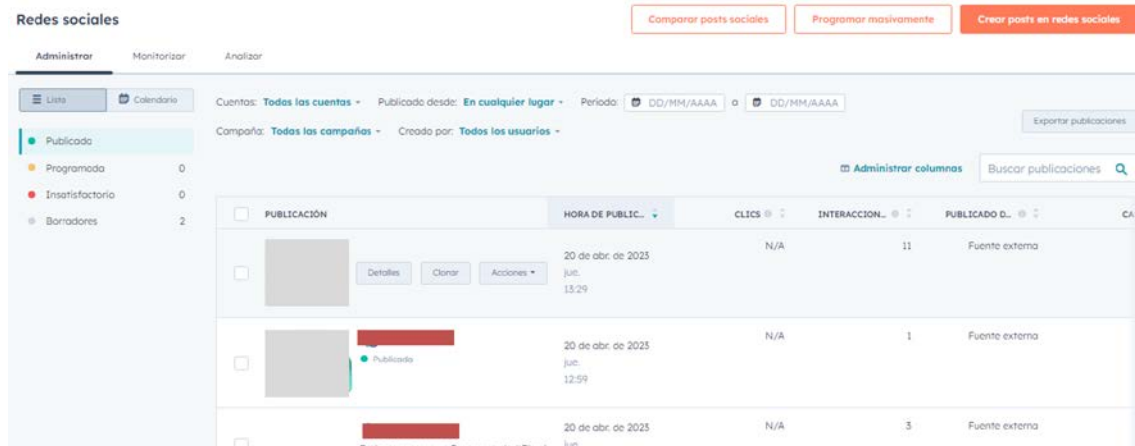 Redes sociales
Comparar posts sociales
Programar masivamente
Crear posts en redes sociales
Administrar Monitorizar Analizar
Lista Calendario
Cuentas: Todas las cuentas Publicado desde: En cualquier lugar Periodo: DD/MM/AAAA a DD/MM/AAAA
Exportar publicaciones
Campaña: Todas las campañas Creado por: Todos los usuarios
Publicado
Programada 0
Insatisfactorio 0
Borradores 2
Administrar columnas Buscar publicaciones
PUBLICACIÓN HORA DE PUBLIC... CLICS INTERACCION... PUBLICADO D... CA
Detalles Clonar Acciones
20 de abr. de 2023
jue.
13:29
N/A 11 Fuente externa
Publicado
20 de abr. de 2023
jue.
12:59
N/A 1 Fuente externa
20 de abr. de 2023
jue.
N/A 3 Fuente externa